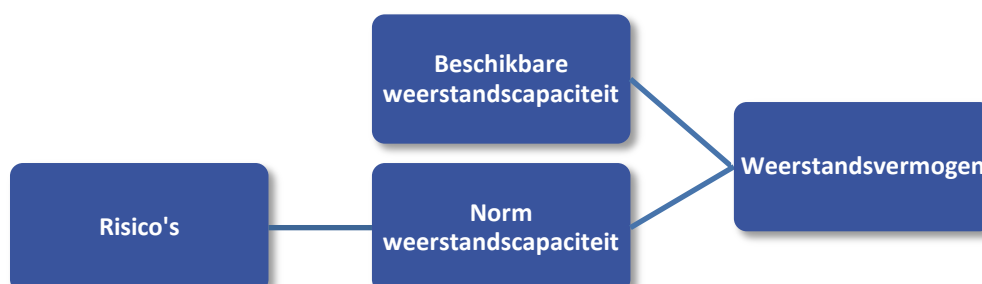 Beschikbare
weerstandscapaciteit
Weerstandsvermogen
Risico's
Norm
weerstandscapaciteit